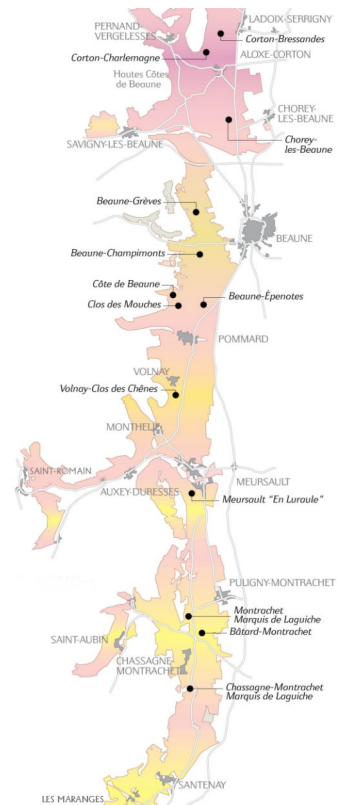 PERNAND-
VERGELESSES
LADOIX-SERRIGNY
Corton-Bressandes
Corton-Charlemagne
ALOXE-CORTON
Hautes Côtes
de Beaune
CHOREY-
LES-BEAUNE
SAVIGNY-LES-BEAUNE
Chorey-
les-Beaune
Beaune-Grèves
BEAUNE
Beaune-Champimonts
Côte de Beaune
Clos des Mouches
Beaune-Épenotes
POMMARD
VOLNAY
Volnay-Clos des Chênes
MONTHELIE
SAINT-ROMAIN
MEURSAULT
AUXEY-DURESSES
Meursault "En Luraule"
PULIGNY-MONTRACHET
Montrachet
Marquis de Laguiche
Bâtard-Montrachet
SAINT-AUBIN
CHASSAGNE-
MONTRACHET
Chassagne-Montrachet
Marquis de Laguiche
SANTENAY
LES MARANGES